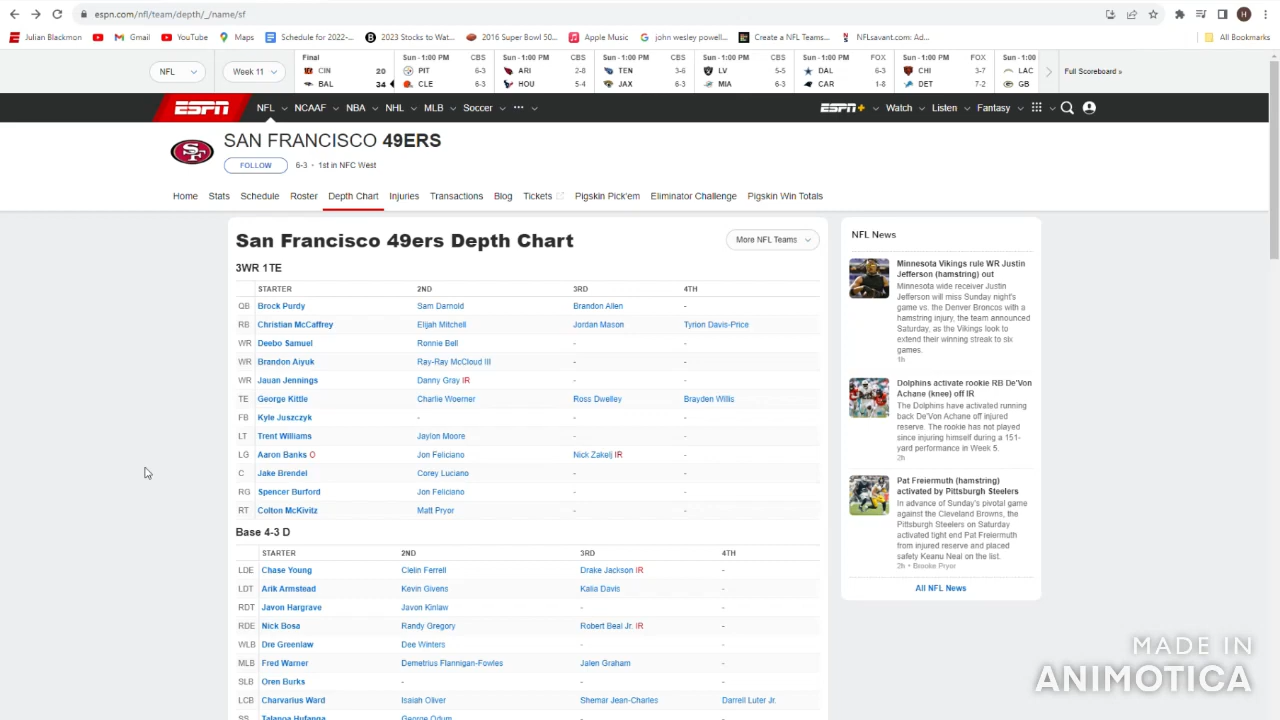 espn.com/nfl/team/depth/_/name/sf
Julian Blackmon Gmail YouTube Maps Schedule for 2022-... 2023 Stocks to Wat... 2016 Super 50... Apple Music john wesley powell... Create a NFL Teams... NFLsavant.com: Ad... All Bookmarks
NFL Week 11
Final
CIN 20
BAL 34
Sun - 1:00 PM CBS
PIT 6-3
CLE 6-3
Sun - 1:00 PM CBS
ARI 2-8
HOU 5-4
Sun - 1:00 PM CBS
TEN 3-6
JAX 6-3
Sun - 1:00 PM CBS
LV 5-5
MIA 6-3
Sun - 1:00 PM FOX
DAL 6-3
CAR 1-8
Sun - 1:00 PM FOX
CHI 3-7
DET 7-2
Sun - 1:00
LAC
GB
Full Scoreboard »
ESPN NFL NCAAF NBA NHL MLB Soccer ••• ESPN+ Watch Listen Fantasy
SAN FRANCISCO 49ERS
FOLLOW 6-3 • 1st in NFC West
Home Stats Schedule Roster Depth Chart Injuries Transactions Blog Tickets Pigskin Pick'em Eliminator Challenge Pigskin Win Totals
San Francisco 49ers Depth Chart
More NFL Teams
3WR 1TE
STARTER 2ND 3RD 4TH
QB Brock Purdy Sam Darnold Brandon Allen -
RB Christian McCaffrey Elijah Mitchell Jordan Mason Tyrion Davis-Price
WR Deebo Samuel Ronnie Bell - -
WR Brandon Aiyuk Ray-Ray McCloud III - -
WR Jauan Jennings Danny Gray IR - -
TE George Kittle Charlie Woerner Ross Dwelley Brayden Willis
FB Kyle Juszczyk - - -
LT Trent Williams Jaylon Moore - -
LG Aaron Banks O Jon Feliciano Nick Zakelj IR -
C Jake Brendel Corey Luciano - -
RG Spencer Burford Jon Feliciano - -
RT Colton McKivitz Matt Pryor - -
Base 4-3 D
STARTER 2ND 3RD 4TH
LDE Chase Young Clelin Ferrell Drake Jackson IR -
LDT Arik Armstead Kevin Givens Kalia Davis -
RDT Javon Hargrave Javon Kinlaw - -
RDE Nick Bosa Randy Gregory Robert Beal Jr. IR -
WLB Dre Greenlaw Dee Winters - -
MLB Fred Warner Demetrius Flannigan-Fowles Jalen Graham -
SLB Oren Burks - - -
LCB Charvarius Ward Isaiah Oliver Shemar Jean-Charles Darrell Luter Jr.
SS Talanoa Hufanga George Odum - -
NFL News
Minnesota Vikings rule WR Justin
Jefferson (hamstring) out
Minnesota wide receiver Justin
Jefferson will miss Sunday night's
game vs. the Denver Broncos with a
hamstring injury, the team announced
Saturday, as the Vikings look to
extend their winning streak to six
games.
1h
Dolphins activate rookie RB De'Von
Achane (knee) off IR
The Dolphins have activated running
back De'Von Achane off injured
reserve. The rookie has not played
since injuring himself during a 151-
yard performance in Week 5.
2h
Pat Freiermuth (hamstring)
activated by Pittsburgh Steelers
In advance of Sunday's pivotal game
against the Cleveland Browns, the
Pittsburgh Steelers on Saturday
activated tight end Pat Freiermuth
from injured reserve and placed
safety Keanu Neal on the list.
2h • Brooke Pryor
All NFL News
MADE IN
ANIMOTICA